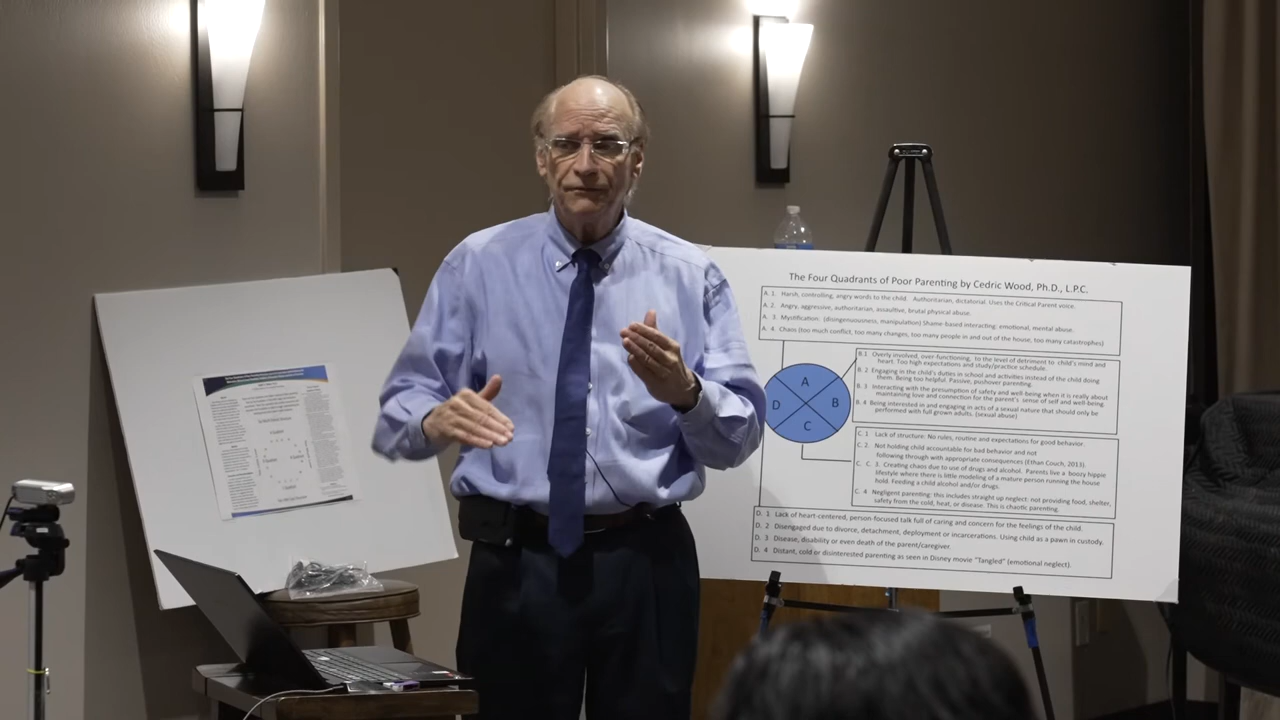 The Four Quadrants of Poor Parenting by Cedric Wood, Ph.D., L.P.C.
A. 1. Harsh, controlling, angry words to the child. Authoritarian, dictatorial. Uses the Critical Parent voice.
A. 2. Angry, aggressive, authoritarian, assaultive, brutal physical abuse.
A. 3. Mystification: (disingenuousness, manipulation) Shame-based interacting: emotional, mental abuse.
A. 4. Chaos (too much conflict, too many changes, too many people in and out of the house, too many catastrophes)
B.1 Overly involved, over-functioning, to the level of detriment to child's mind and
heart. Too high expectations and study/practice schedule.
B. 2 Engaging in the child's duties in school and activities instead of the child doing
them. Being too helpful. Passive, pushover parenting.
B. 3 Interacting with the presumption of safety and well-being when it is really about
maintaining love and connection for the parent's sense of self and well-being
B. 4 Being interested in and engaging in acts of a sexual nature that should only be
performed with full grown adults. (sexual abuse)
A
D B
C
C. 1 Lack of structure: No rules, routine and expectations for good behavior.
C. 2. Not holding child accountable for bad behavior and not
following through with appropriate consequences (Ethan Couch, 2013).
C. C 3. Creating chaos due to use of drugs and alcohol. Parents live a boozy hippie
lifestyle where there is little modeling of a mature person running the house
hold. Feeding a child alcohol and/or drugs.
C. 4 Negligent parenting; this includes straight up neglect: not providing food, shelter,
safety from the cold, heat, or disease. This is chaotic parenting.
D. 1 Lack of heart-centered, person-focused talk full of caring and concern for the feelings of the child.
D. 2 Disengaged due to divorce, detachment, deployment or incarcerations. Using child as a pawn in custody.
D. 3 Disease, disability or even death of the parent/caregiver.
D. 4 Distant, cold or disinterested parenting as seen in Disney movie "Tangled" (emotional neglect).